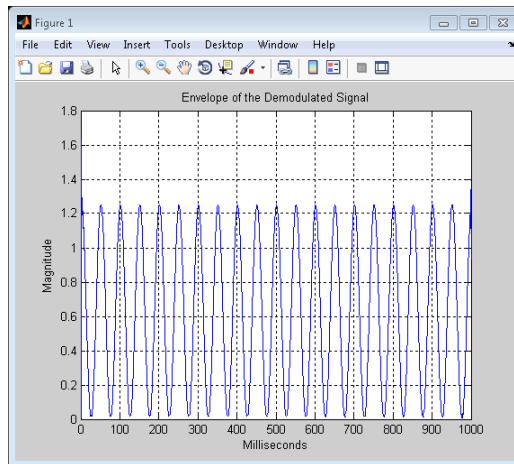 Figure 1
File Edit View Insert Tools Desktop Window Help
Envelope of the Demodulated Signal
Magnitude
1.8
1.6
1.4
1.2
1
0.8
0.6
0.4
0.2
0
0 100 200 300 400 500 600 700 800 900 1000
Milliseconds